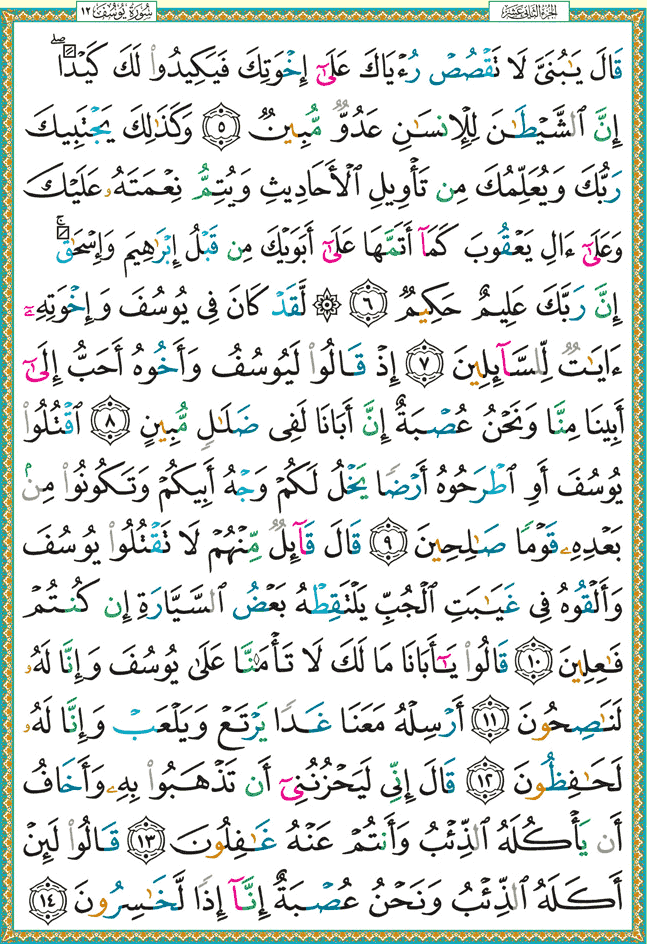 الجزء الثاني عشر
سورة يوسف ١٢
قَالَ يَـٰبُنَىَّ لَا تَقْصُصْ رُءْيَاكَ عَلَىٰٓ إِخْوَتِكَ فَيَكِيدُوا۟ لَكَ كَيْدًا ۖ
إِنَّ ٱلشَّيْطَـٰنَ لِلْإِنسَـٰنِ عَدُوٌّ مُّبِينٌ ٥ وَكَذَٰلِكَ يَجْتَبِيكَ
رَبُّكَ وَيُعَلِّمُكَ مِن تَأْوِيلِ ٱلْأَحَادِيثِ وَيُتِمُّ نِعْمَتَهُۥ عَلَيْكَ
وَعَلَىٰٓ ءَالِ يَعْقُوبَ كَمَآ أَتَمَّهَا عَلَىٰٓ أَبَوَيْكَ مِن قَبْلُ إِبْرَٰهِيمَ وَإِسْحَـٰقَ ۚ
إِنَّ رَبَّكَ عَلِيمٌ حَكِيمٌ ٦ ۞ لَّقَدْ كَانَ فِى يُوسُفَ وَإِخْوَتِهِۦٓ
ءَايَـٰتٌ لِّلسَّآئِلِينَ ٧ إِذْ قَالُوا۟ لَيُوسُفُ وَأَخُوهُ أَحَبُّ إِلَىٰٓ
أَبِينَا مِنَّا وَنَحْنُ عُصْبَةٌ إِنَّ أَبَانَا لَفِى ضَلَـٰلٍ مُّبِينٍ ٨ ٱقْتُلُوا۟
يُوسُفَ أَوِ ٱطْرَحُوهُ أَرْضًا يَخْلُ لَكُمْ وَجْهُ أَبِيكُمْ وَتَكُونُوا۟ مِنۢ
بَعْدِهِۦ قَوْمًا صَـٰلِحِينَ ٩ قَالَ قَآئِلٌ مِّنْهُمْ لَا تَقْتُلُوا۟ يُوسُفَ
وَأَلْقُوهُ فِى غَيَـٰبَتِ ٱلْجُبِّ يَلْتَقِطْهُ بَعْضُ ٱلسَّيَّارَةِ إِن كُنتُمْ
فَـٰعِلِينَ ١٠ قَالُوا۟ يَـٰٓأَبَانَا مَا لَكَ لَا تَأْمَ۫نَّا عَلَىٰ يُوسُفَ وَإِنَّا لَهُۥ
لَنَـٰصِحُونَ ١١ أَرْسِلْهُ مَعَنَا غَدًا يَرْتَعْ وَيَلْعَبْ وَإِنَّا لَهُۥ
لَحَـٰفِظُونَ ١٢ قَالَ إِنِّى لَيَحْزُنُنِىٓ أَن تَذْهَبُوا۟ بِهِۦ وَأَخَافُ
أَن يَأْكُلَهُ ٱلذِّئْبُ وَأَنتُمْ عَنْهُ غَـٰفِلُونَ ١٣ قَالُوا۟ لَئِنْ
أَكَلَهُ ٱلذِّئْبُ وَنَحْنُ عُصْبَةٌ إِنَّآ إِذًا لَّخَـٰسِرُونَ ١٤